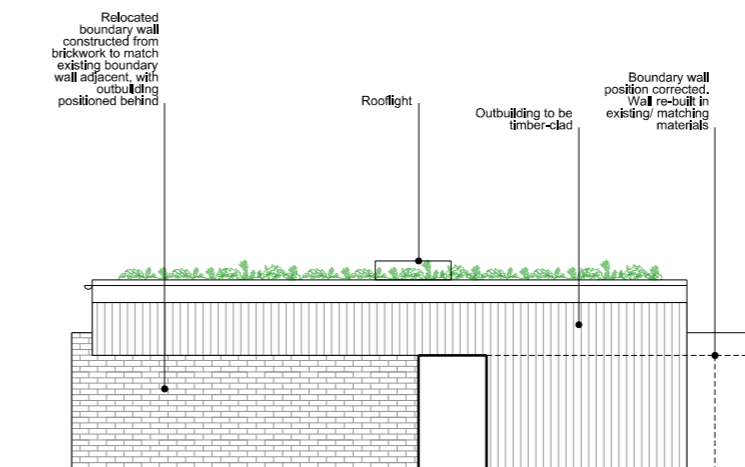 Relocated
boundary wall
constructed from
brickwork to match
existing boundary
wall adjacent, with
outbuilding
positioned behind
Rooflight
Outbuilding to be
timber-clad
Boundary wall
position corrected.
Wall re-built in
existing/ matching
materials